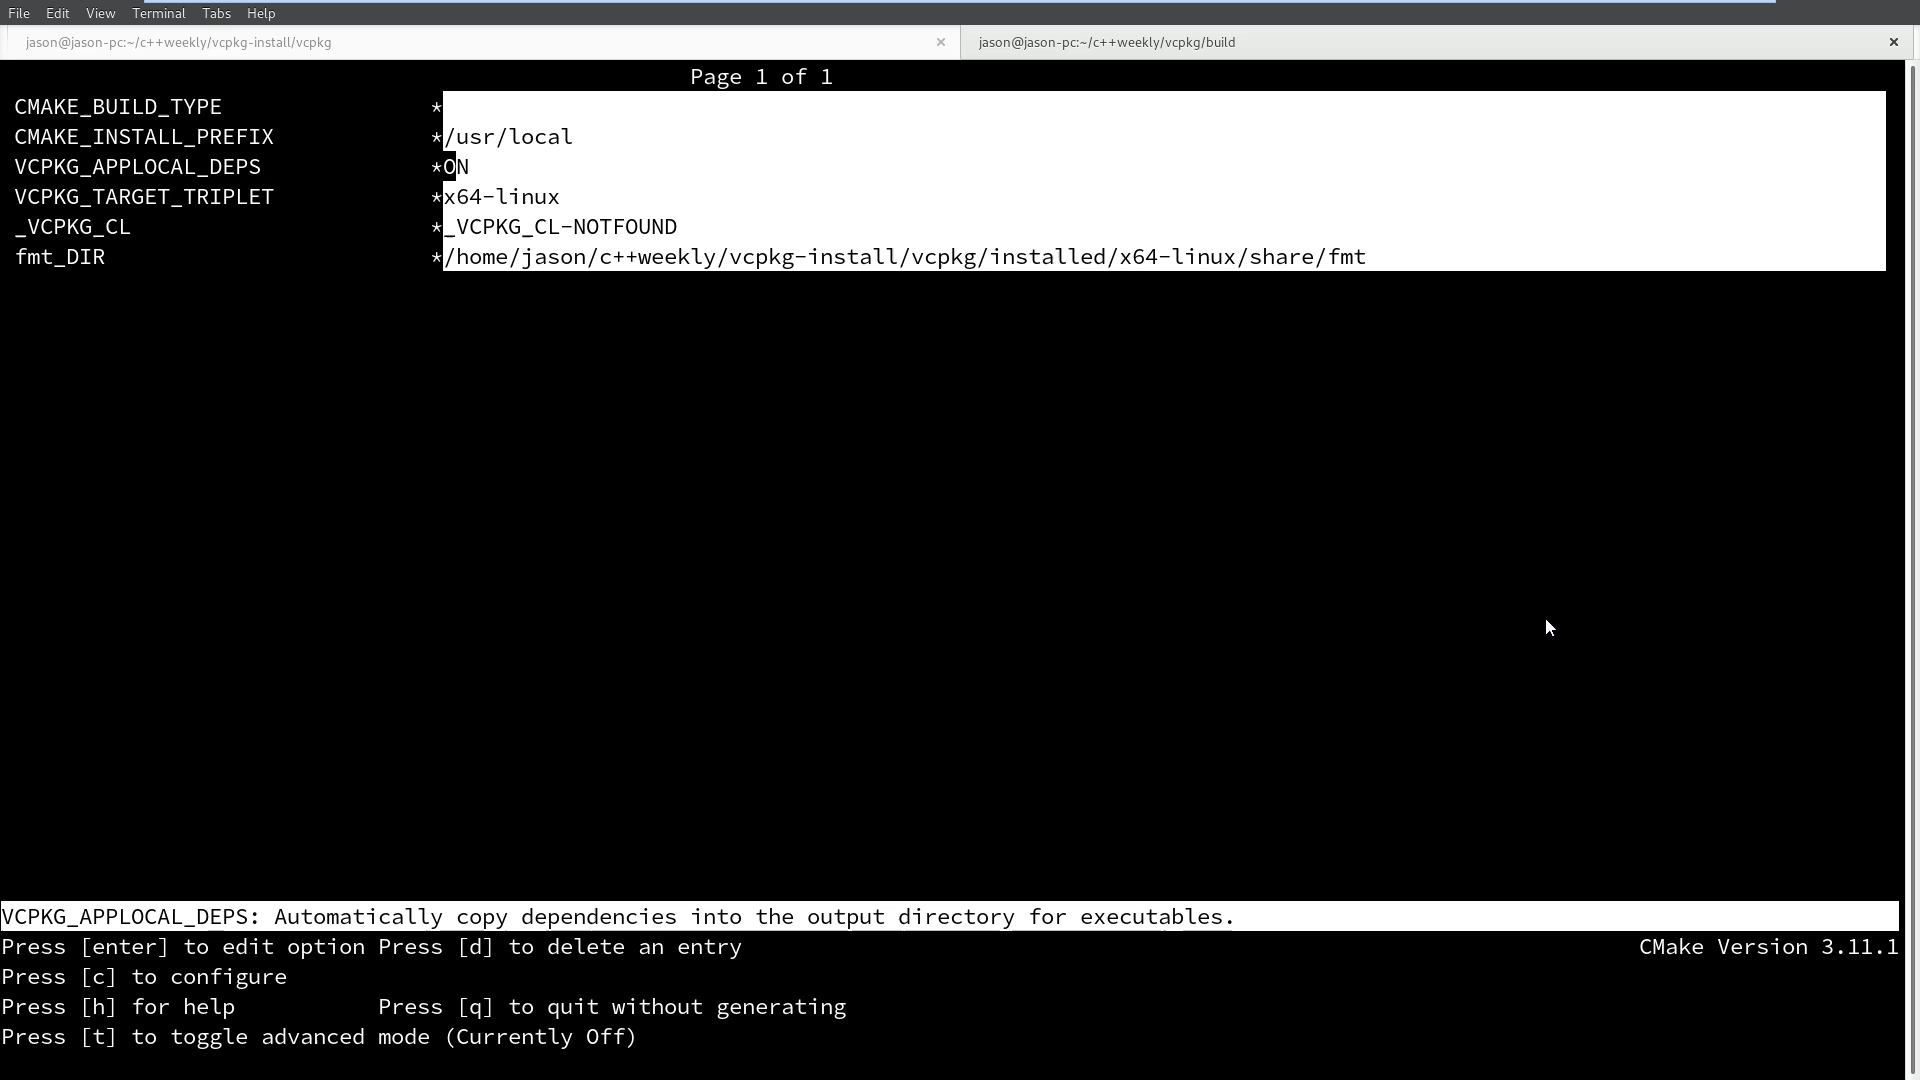 File Edit View Terminal Tabs Help
jason@jason-pc:~/c++weekly/vcpkg-install/vcpkg × jason@jason-pc:~/c++weekly/vcpkg/build ×
Page 1 of 1
CMAKE_BUILD_TYPE *
CMAKE_INSTALL_PREFIX */usr/local
VCPKG_APPLOCAL_DEPS *ON
VCPKG_TARGET_TRIPLET *x64-linux
_VCPKG_CL *_VCPKG_CL-NOTFOUND
fmt_DIR */home/jason/c++weekly/vcpkg-install/vcpkg/installed/x64-linux/share/fmt
VCPKG_APPLOCAL_DEPS: Automatically copy dependencies into the output directory for executables.
Press [enter] to edit option Press [d] to delete an entry CMake Version 3.11.1
Press [c] to configure
Press [h] for help Press [q] to quit without generating
Press [t] to toggle advanced mode (Currently Off)